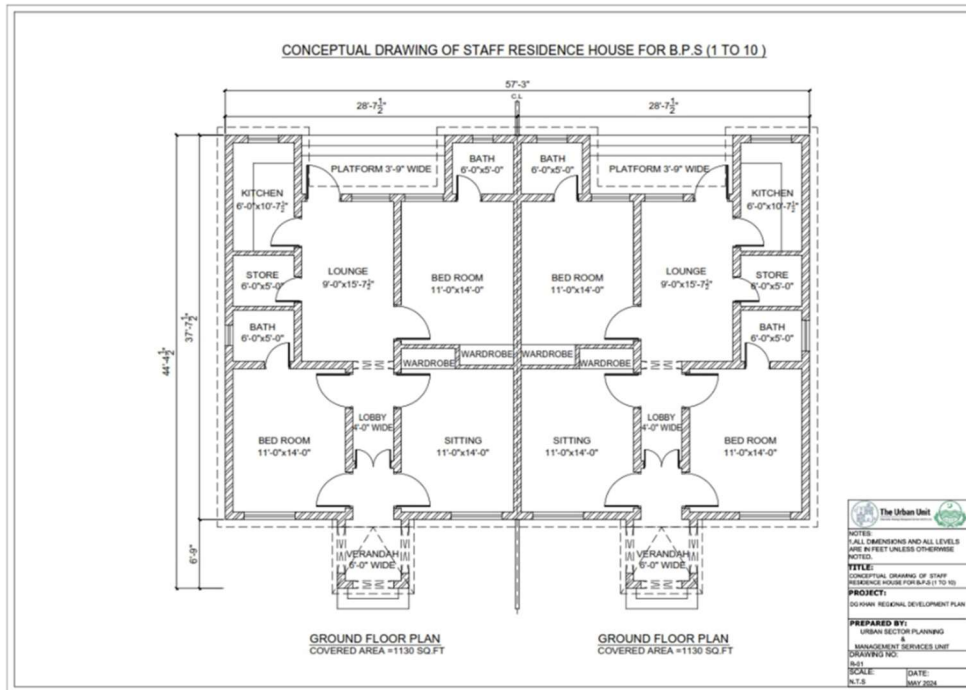 CONCEPTUAL DRAWING OF STAFF RESIDENCE HOUSE FOR B.P.S (1 TO 10 )
57'-3"
C.L
28'-7½"
28'-7½"
44'-4½"
37'-7½"
6'-9"
KITCHEN
6'-0"x10'-7½"
PLATFORM 3'-9" WIDE
BATH
6'-0"x5'-0"
BATH
6'-0"x5'-0"
PLATFORM 3'-9" WIDE
KITCHEN
6'-0"x10'-7½"
STORE
6'-0"x5'-0"
LOUNGE
9'-0"x15'-7½"
BED ROOM
11'-0"x14'-0"
BED ROOM
11'-0"x14'-0"
LOUNGE
9'-0"x15'-7½"
STORE
6'-0"x5'-0"
BATH
6'-0"x5'-0"
WARDROBE
WARDROBE
WARDROBE
WARDROBE
BATH
6'-0"x5'-0"
BED ROOM
11'-0"x14'-0"
LOBBY
4'-0" WIDE
SITTING
11'-0"x14'-0"
SITTING
11'-0"x14'-0"
LOBBY
4'-0" WIDE
BED ROOM
11'-0"x14'-0"
VERANDAH
6'-0" WIDE
VERANDAH
6'-0" WIDE
GROUND FLOOR PLAN
COVERED AREA =1130 SQ.FT
GROUND FLOOR PLAN
COVERED AREA =1130 SQ.FT
The Urban Unit
NOTES:
1.ALL DIMENSIONS AND ALL LEVELS
ARE IN FEET UNLESS OTHERWISE
NOTED.
TITLE:
CONCEPTUAL DRAWING OF STAFF
RESIDENCE HOUSE FOR B.P.S (1 TO 10)
PROJECT:
DG KHAN REGIONAL DEVELOPMENT PLAN
PREPARED BY:
URBAN SECTOR PLANNING
&
MANAGEMENT SERVICES UNIT
DRAWING NO:
R-01
SCALE:
N.T.S
DATE:
MAY 2024